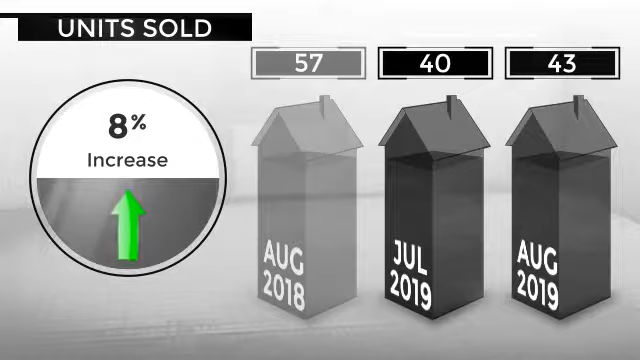 UNITS SOLD
57
40
43
8%
Increase
AUG
2018
JUL
2019
AUG
2019